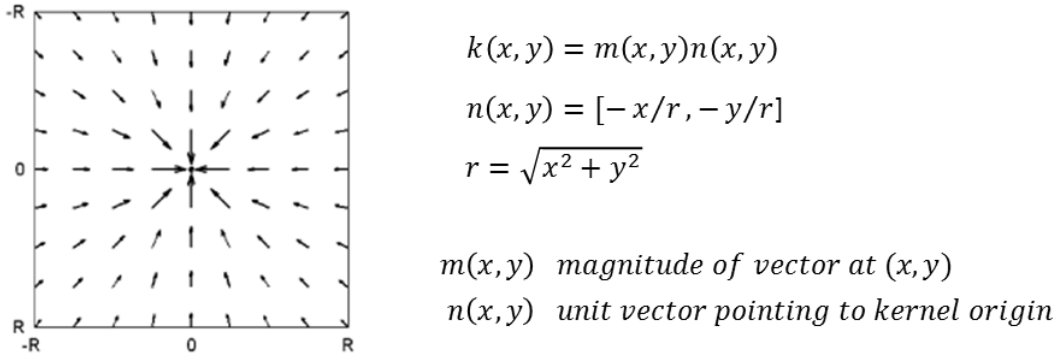 -R
0
R
-R
0
R
k(x, y) = m(x, y)n(x, y)
n(x, y) = [− x/r , − y/r]
r = √(x² + y²)
m(x, y) magnitude of vector at (x, y)
n(x, y) unit vector pointing to kernel origin